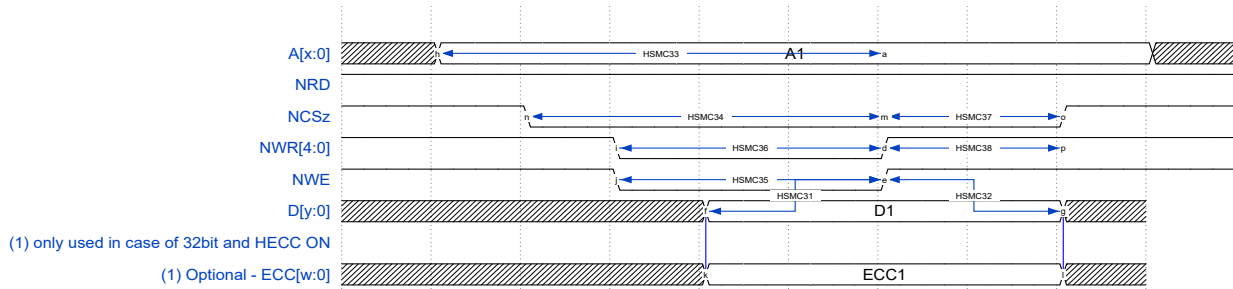 A[x:0] h HSMC33 A1 a
NRD
NCSz n HSMC34 m HSMC37 o
NWR[4:0] i HSMC36 d HSMC38 p
NWE j HSMC35 e
HSMC31 HSMC32
D[y:0] f D1 g
(1) only used in case of 32bit and HECC ON
(1) Optional - ECC[w:0] k ECC1 l